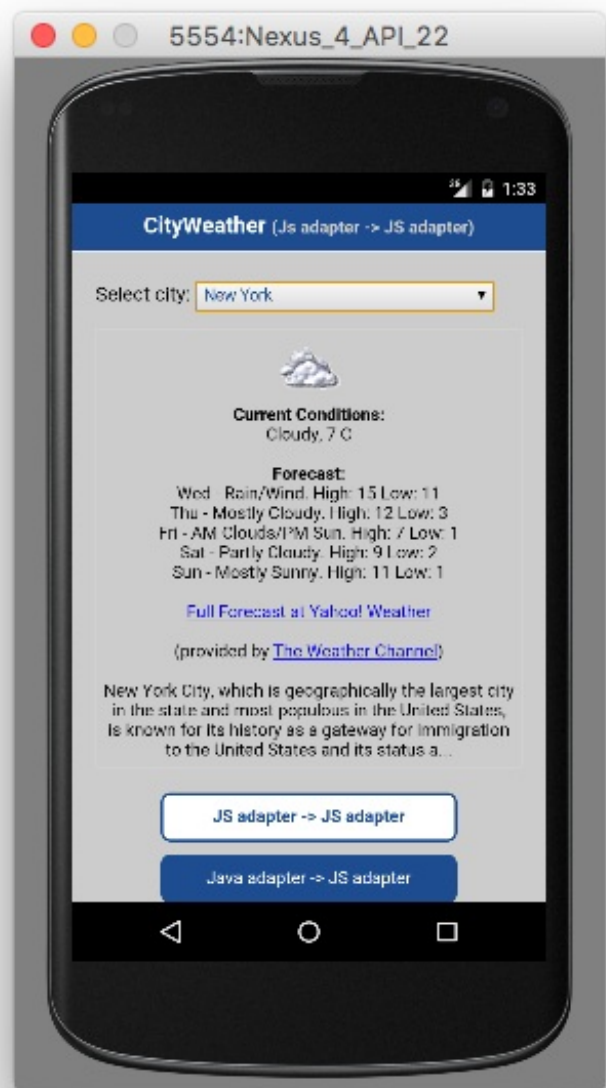 5554:Nexus_4_API_22
1:33
CityWeather (Js adapter -> JS adapter)
Select city: New York
Current Conditions:
Cloudy, 7 C
Forecast:
Wed - Rain/Wind. High: 15 Low: 11
Thu - Mostly Cloudy. High: 12 Low: 3
Fri - AM Clouds/PM Sun. High: 7 Low: 1
Sat - Partly Cloudy. High: 9 Low: 2
Sun - Mostly Sunny. High: 11 Low: 1
Full Forecast at Yahoo! Weather
(provided by The Weather Channel)
New York City, which is geographically the largest city
in the state and most populous in the United States,
is known for its history as a gateway for immigration
to the United States and its status a...
JS adapter -> JS adapter
Java adapter -> JS adapter